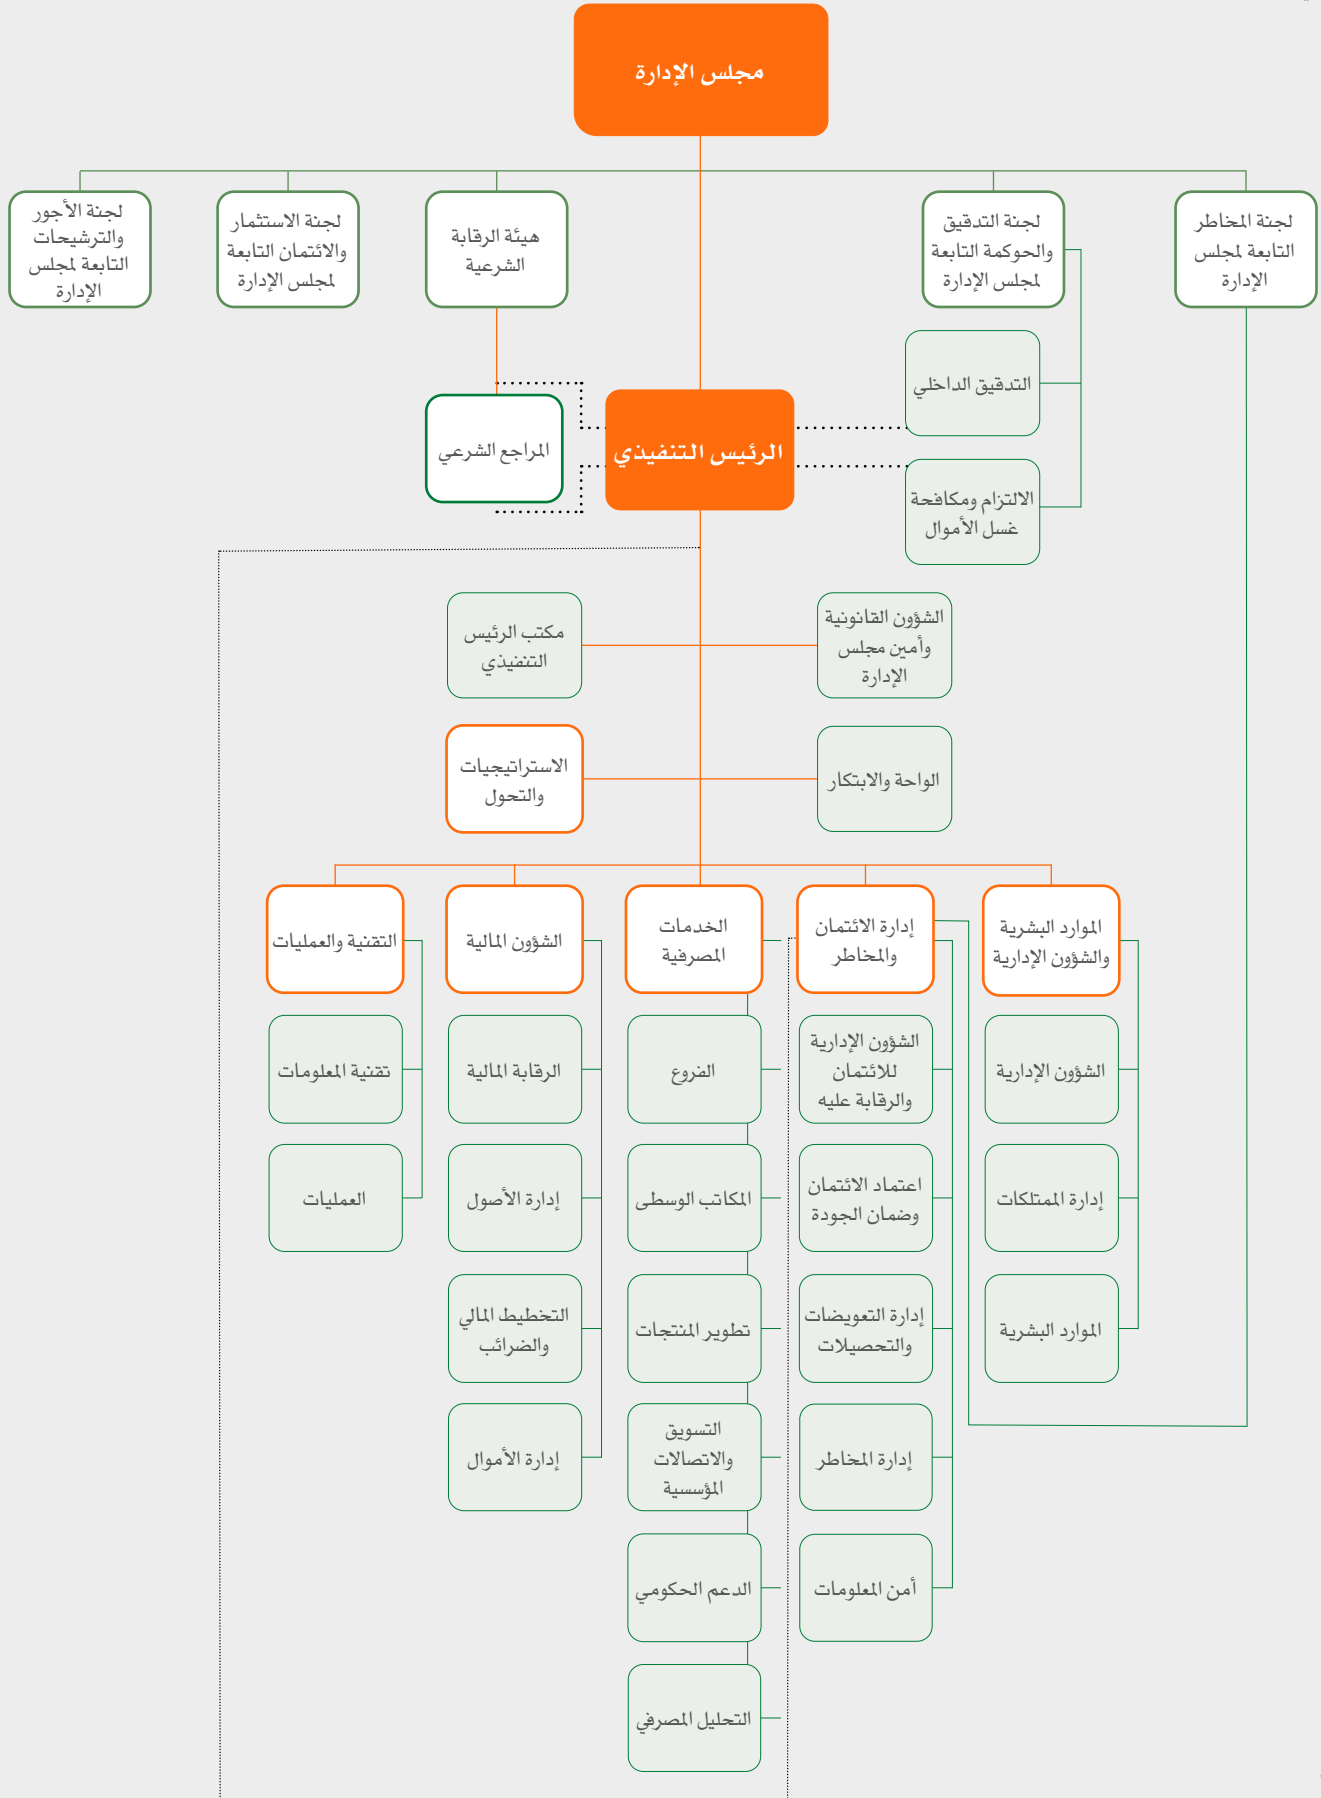 مجلس الإدارة
لجنة المخاطر
التابعة لمجلس
الإدارة
لجنة التدقيق
والحوكمة التابعة
لمجلس الإدارة
هيئة الرقابة
الشرعية
لجنة الاستثمار
والائتمان التابعة
لمجلس الإدارة
لجنة الأجور
والترشيحات
التابعة لمجلس
الإدارة
التدقيق الداخلي
الرئيس التنفيذي
المراجع الشرعي
الالتزام ومكافحة
غسل الأموال
الشؤون القانونية
وأمين مجلس
الإدارة
مكتب الرئيس
التنفيذي
الواحة والابتكار
الاستراتيجيات
والتحول
الموارد البشرية
والشؤون الإدارية
إدارة الائتمان
والمخاطر
الخدمات
المصرفية
الشؤون المالية
التقنية والعمليات
الشؤون الإدارية
الشؤون الإدارية
للائتمان
والرقابة عليه
الفروع
الرقابة المالية
تقنية المعلومات
إدارة الممتلكات
اعتماد الائتمان
وضمان الجودة
المكاتب الوسطى
إدارة الأصول
العمليات
الموارد البشرية
إدارة التعويضات
والتحصيلات
تطوير المنتجات
التخطيط المالي
والضرائب
إدارة المخاطر
التسويق
والاتصالات
المؤسسية
إدارة الأموال
أمن المعلومات
الدعم الحكومي
التحليل المصرفي